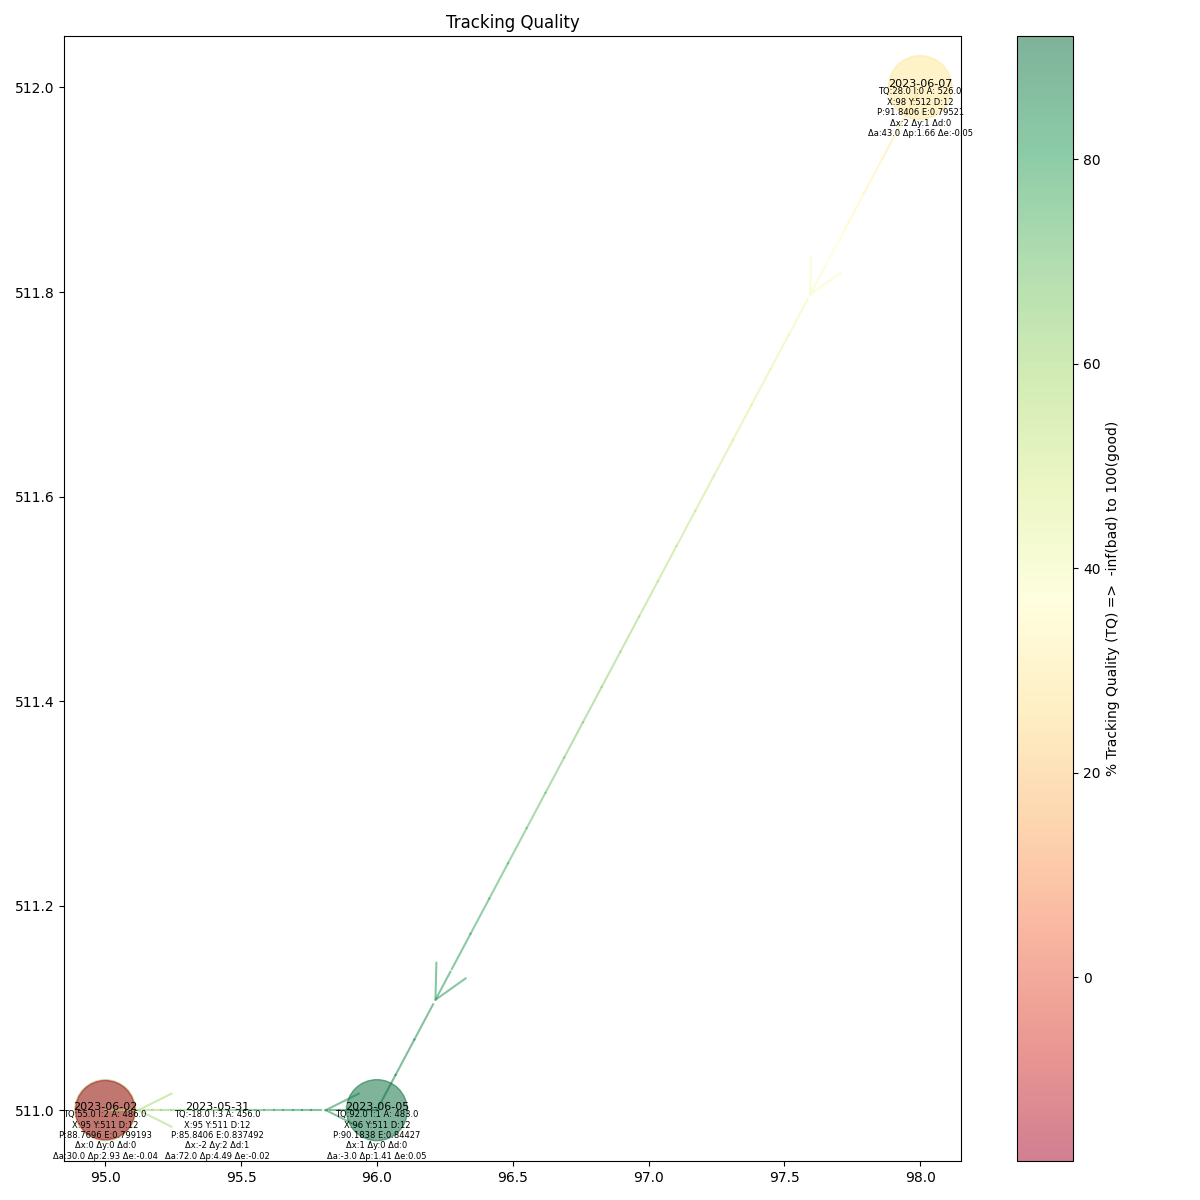 Tracking Quality
512.0
511.8
511.6
511.4
511.2
511.0
2023-06-07
TQ:28.0 I:0 A: 526.0
X:98 Y:512 D:12
P:91.8406 E:0.79521
Δx:2 Δy:1 Δd:0
Δa:43.0 Δp:1.66 Δe:-0.05
2023-06-02
TQ:55.0 I:2 A: 486.0
X:95 Y:511 D:12
P:88.7696 E:0.799193
Δx:0 Δy:0 Δd:0
Δa:30.0 Δp:2.93 Δe:-0.04
2023-05-31
TQ:-18.0 I:3 A: 456.0
X:95 Y:511 D:12
P:85.8406 E:0.837492
Δx:-2 Δy:2 Δd:1
Δa:72.0 Δp:4.49 Δe:-0.02
2023-06-05
TQ:92.0 I:1 A: 483.0
X:96 Y:511 D:12
P:90.1838 E:0.84427
Δx:1 Δy:0 Δd:0
Δa:-3.0 Δp:1.41 Δe:0.05
95.0
95.5
96.0
96.5
97.0
97.5
98.0
80
60
40
20
0
% Tracking Quality (TQ) => -inf(bad) to 100(good)